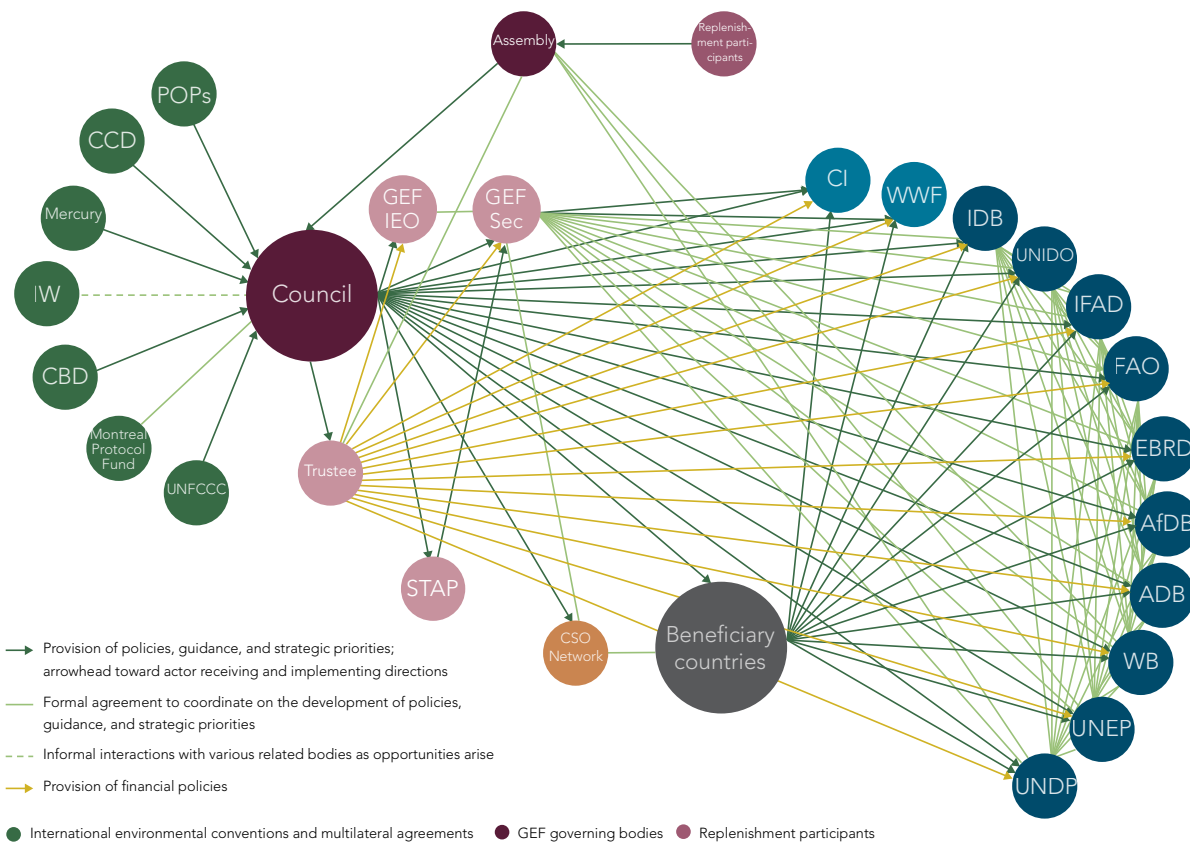 Assembly
Replenish-
ment parti-
cipants
POPs
CCD
Mercury
IW
CBD
Montreal
Protocol
Fund
UNFCCC
GEF
IEO
GEF
Sec
Council
Trustee
STAP
CSO
Network
Beneficiary
countries
CI
WWF
IDB
UNIDO
IFAD
FAO
EBRD
AfDB
ADB
WB
UNEP
UNDP
Provision of policies, guidance, and strategic priorities;
arrowhead toward actor receiving and implementing directions
Formal agreement to coordinate on the development of policies,
guidance, and strategic priorities
Informal interactions with various related bodies as opportunities arise
Provision of financial policies
International environmental conventions and multilateral agreements GEF governing bodies Replenishment participants